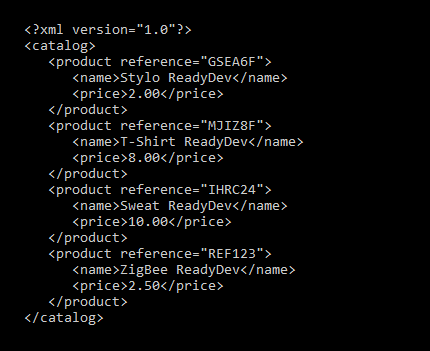 <?xml version="1.0"?>
<catalog>
   <product reference="GSEA6F">
      <name>Stylo ReadyDev</name>
      <price>2.00</price>
   </product>
   <product reference="MJIZ8F">
      <name>T-Shirt ReadyDev</name>
      <price>8.00</price>
   </product>
   <product reference="IHRC24">
      <name>Sweat ReadyDev</name>
      <price>10.00</price>
   </product>
   <product reference="REF123">
      <name>ZigBee ReadyDev</name>
      <price>2.50</price>
   </product>
</catalog>